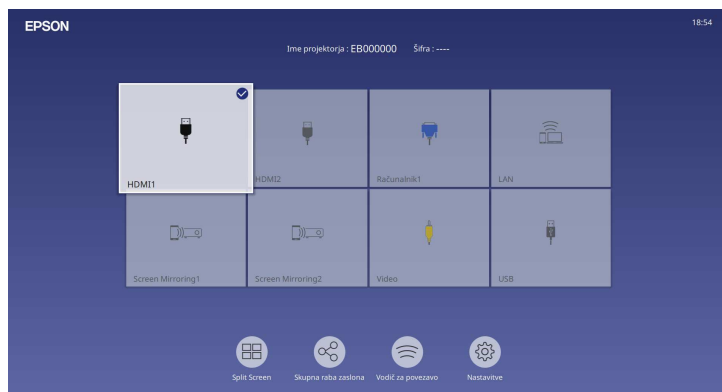 EPSON
18:54
Ime projektorja : EB000000 Šifra : ----
HDMI1
HDMI2
Računalnik1
LAN
Screen Mirroring1
Screen Mirroring2
Video
USB
Split Screen
Skupna raba zaslona
Vodič za povezavo
Nastavitve